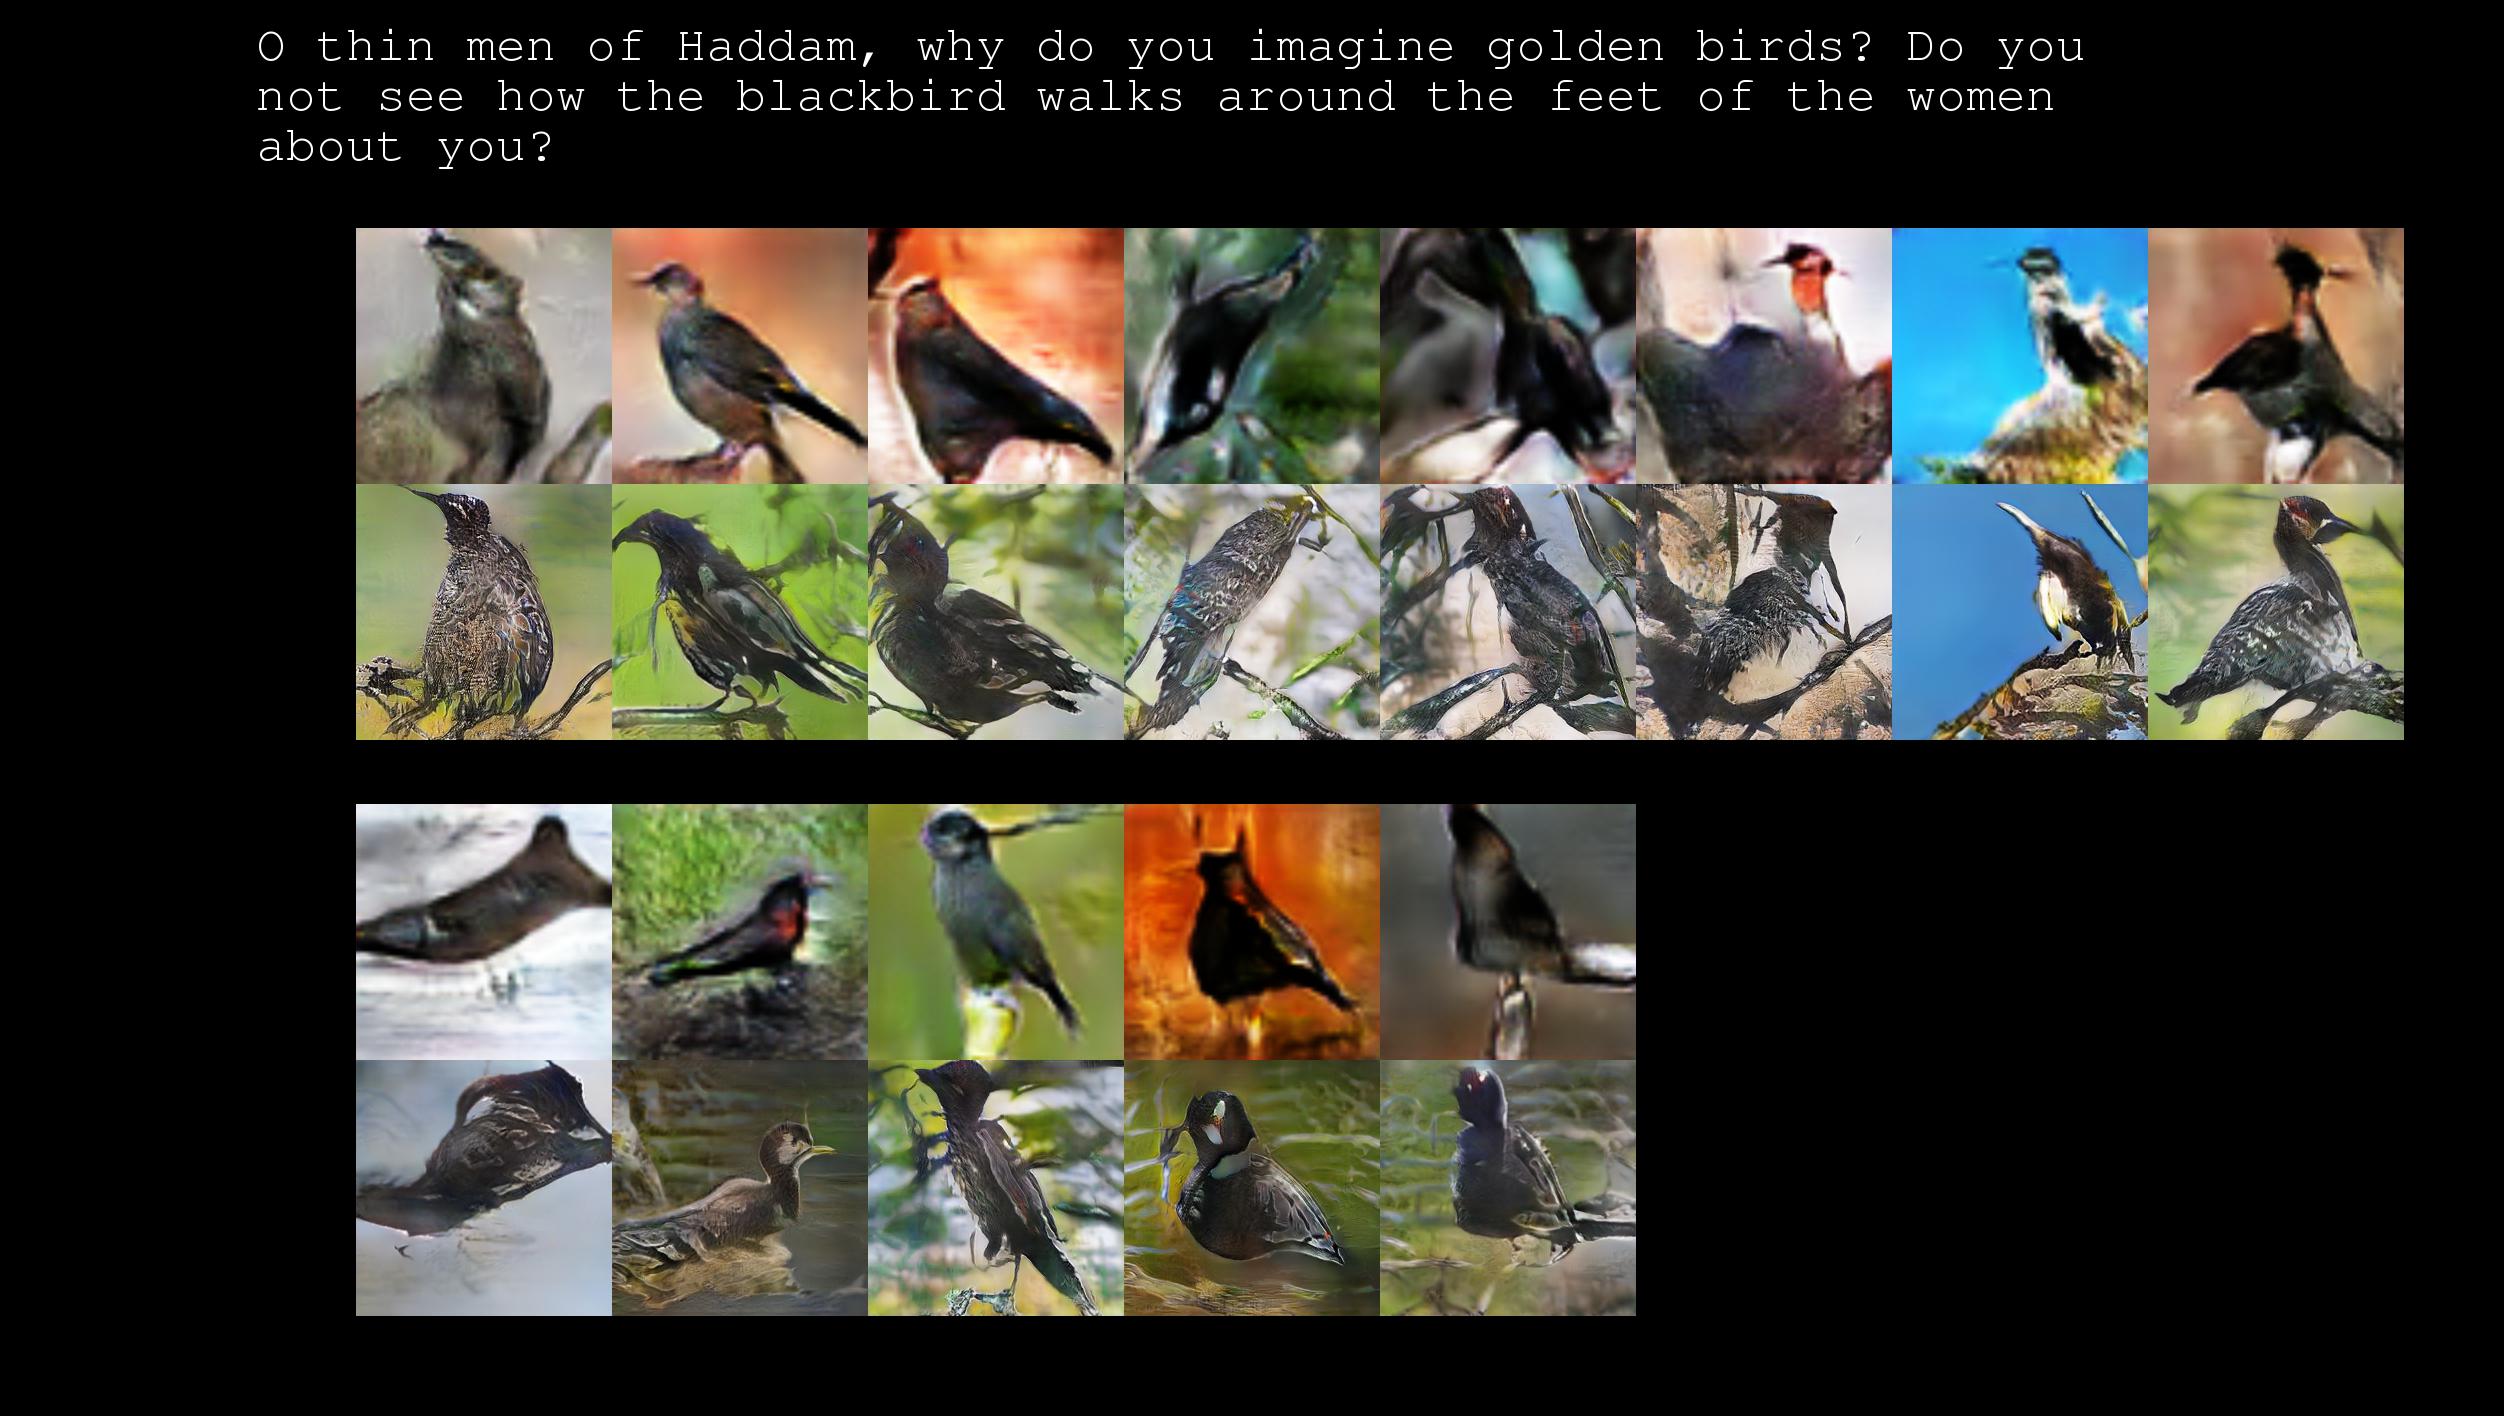 O thin men of Haddam, why do you imagine golden birds? Do you
not see how the blackbird walks around the feet of the women
about you?